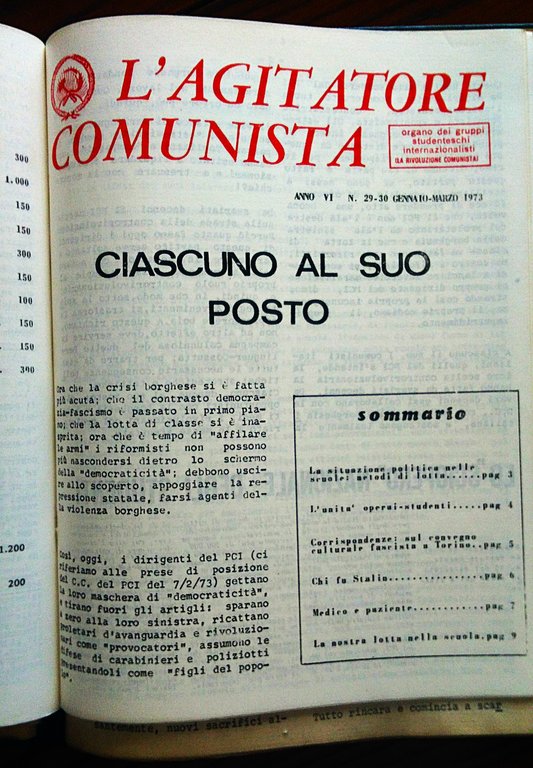 300
1.000
150
150
300
150
100
150
150
300
1.200
200
L'AGITATORE
COMUNISTA
organo dei gruppi
studenteschi
internazionalisti
(LA RIVOLUZIONE COMUNISTA)
ANNO VI N. 29-30 GENNAIO-MARZO 1973
CIASCUNO AL SUO
POSTO
Ora che la crisi borghese si è fatta
più acuta; che il contrasto democra-
zia-fascismo è passato in primo pia-
no; che la lotta di classe si è ina-
sprita; ora che è tempo di "affilare
le armi" i riformisti non possono
più nascondersi dietro lo schermo
della "democraticità"; debbono usci-
re allo scoperto, appoggiare la re-
pressione statale, farsi agenti del-
la violenza borghese.
Così, oggi, i dirigenti del PCI (ci
riferiamo alle prese di posizione
del C.C. del PCI del 7/2/73) gettano
la loro maschera di "democraticità",
e tirano fuori gli artigli: sparano
a zero alla loro sinistra, ricattano
proletari d'avanguardia e rivoluzio-
nari come "provocatori", assumono le
difese di carabinieri e poliziotti
presentandoli come "figli del popo-
lo".
sommario
La situazione politica nelle
scuole: metodi di lotta......pag 3
L'unita' operai-studenti.....pag 4
Corrispondenze: sul convegno
culturale fascista a Torino..pag 5
Chi fu Stalin................pag 6
Medico e paziente............pag 7
La nostra lotta nella scuola.pag 9
santemente, nuovi sacrifici al-
Tutto rincara e comincia a scar